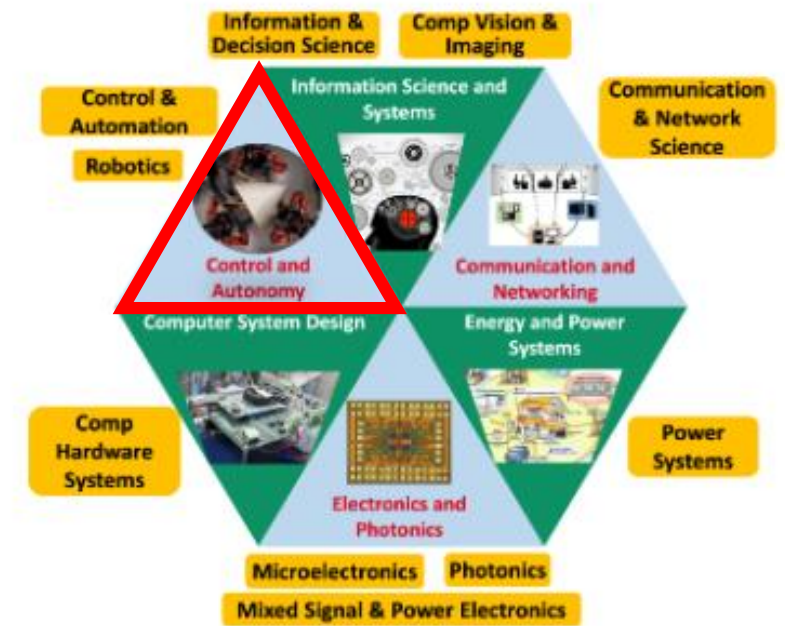 Information &
Decision Science
Comp Vision &
Imaging
Control &
Automation
Robotics
Information Science and
Systems
Communication
& Network
Science
Control and
Autonomy
Communication and
Networking
Computer System Design
Energy and Power
Systems
Comp
Hardware
Systems
Power
Systems
Electronics and
Photonics
Microelectronics
Photonics
Mixed Signal & Power Electronics